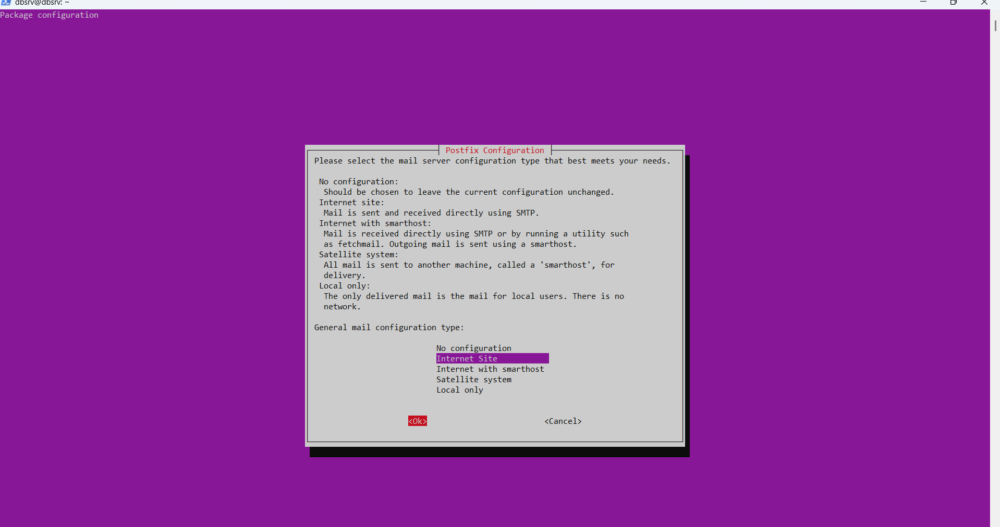 dbsrv@dbsrv: ~
Package configuration
Postfix Configuration
Please select the mail server configuration type that best meets your needs.
No configuration:
Should be chosen to leave the current configuration unchanged.
Internet site:
Mail is sent and received directly using SMTP.
Internet with smarthost:
Mail is received directly using SMTP or by running a utility such
as fetchmail. Outgoing mail is sent using a smarthost.
Satellite system:
All mail is sent to another machine, called a 'smarthost', for
delivery.
Local only:
The only delivered mail is the mail for local users. There is no
network.
General mail configuration type:
No configuration
Internet Site
Internet with smarthost
Satellite system
Local only
<Ok> <Cancel>